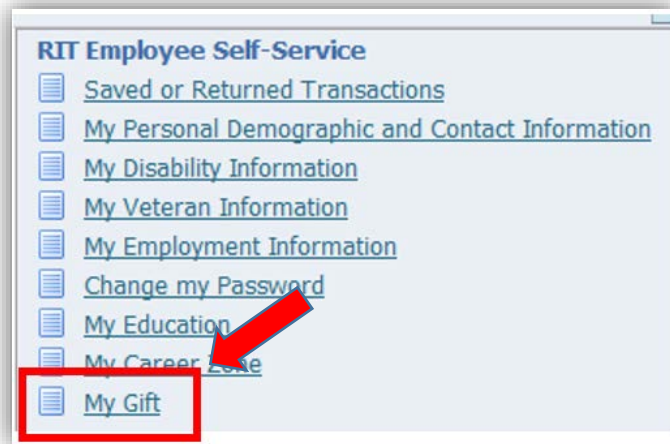 RIT Employee Self-Service
Saved or Returned Transactions
My Personal Demographic and Contact Information
My Disability Information
My Veteran Information
My Employment Information
Change my Password
My Education
My Career Zone
My Gift